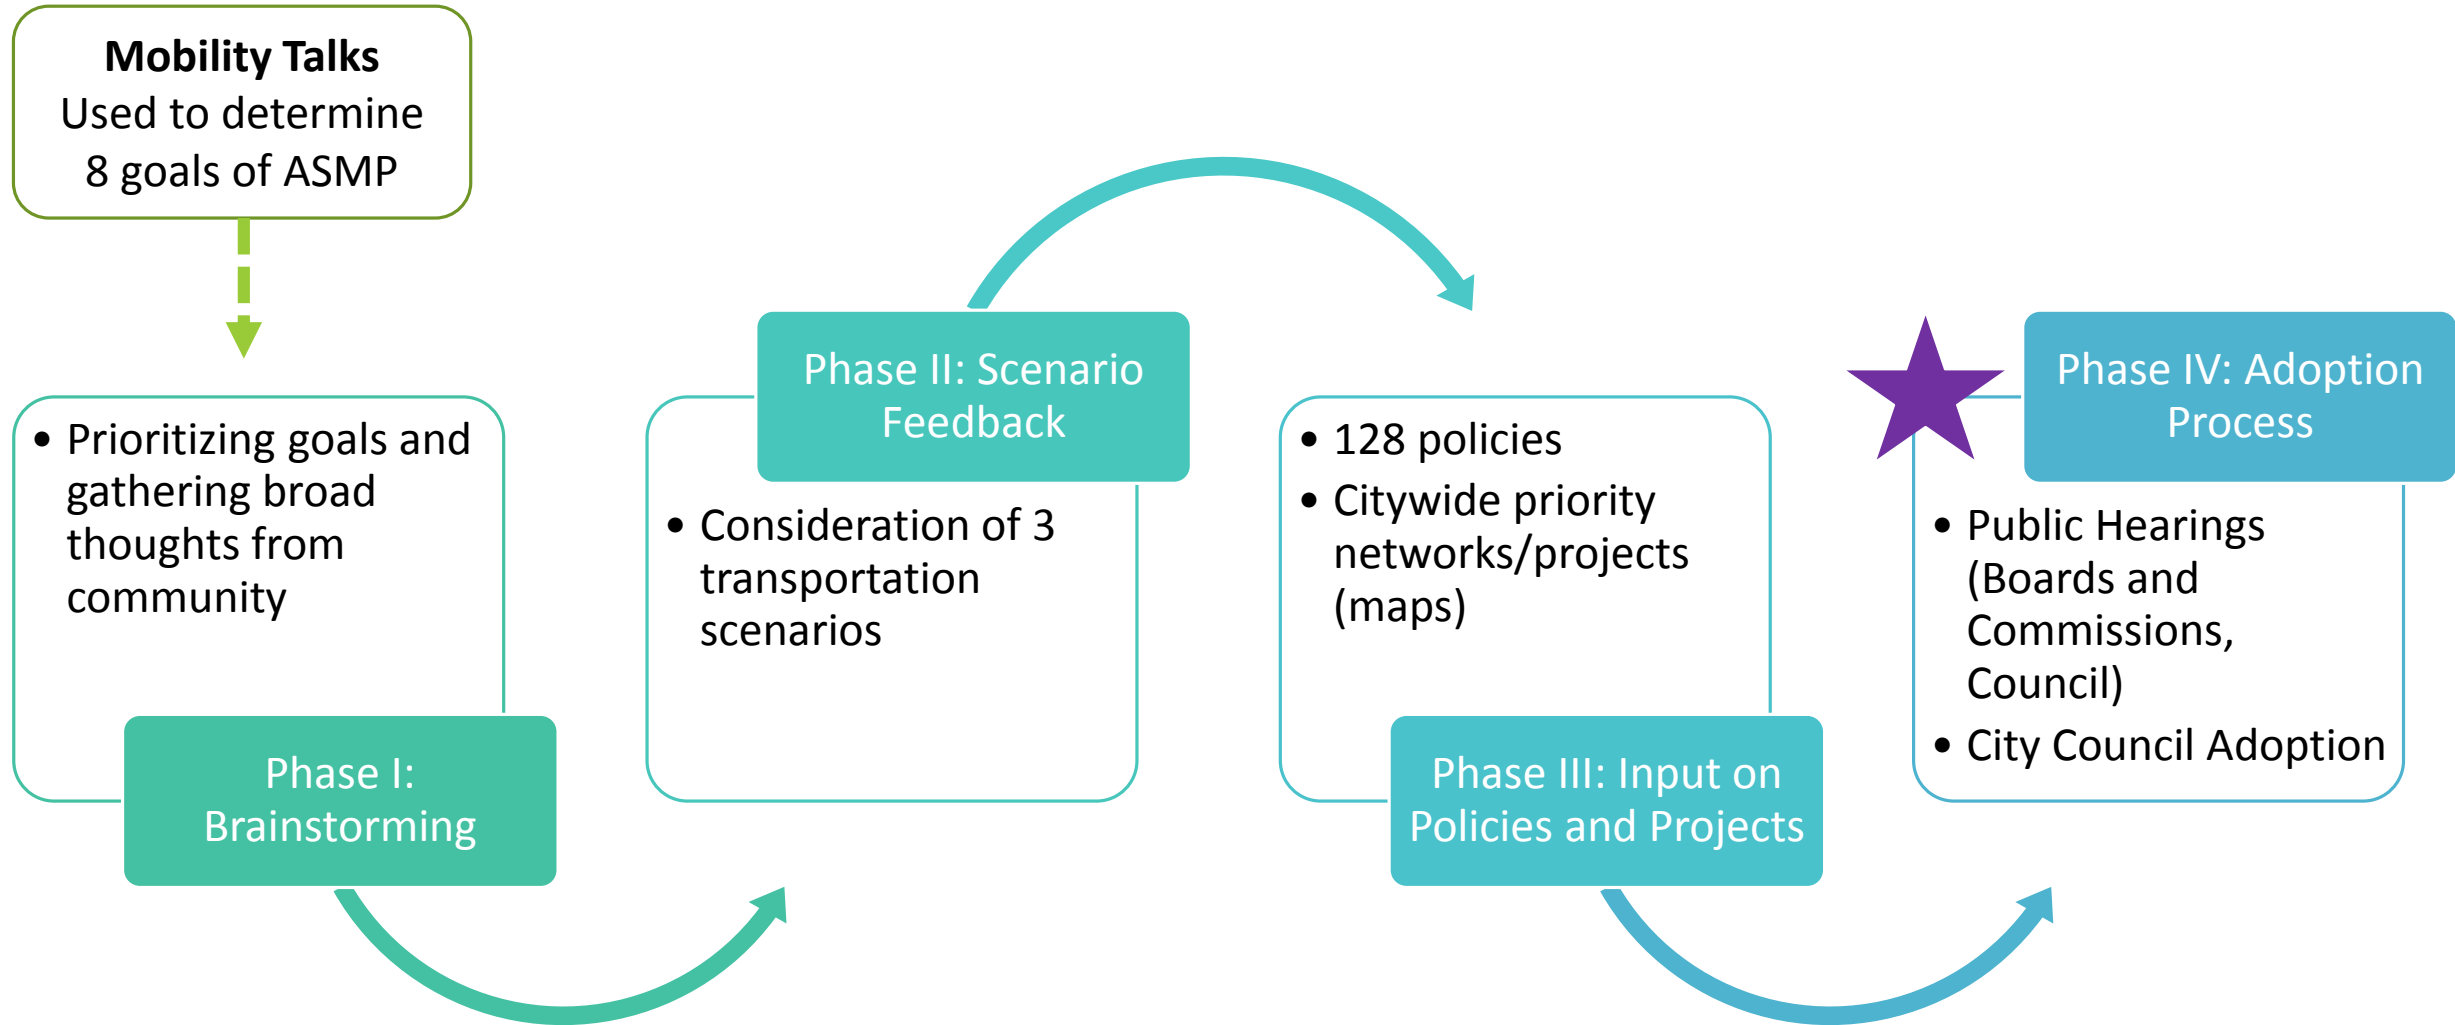 Mobility Talks
Used to determine
8 goals of ASMP
• Prioritizing goals and
gathering broad
thoughts from
community
Phase I:
Brainstorming
Phase II: Scenario
Feedback
• Consideration of 3
transportation
scenarios
• 128 policies
• Citywide priority
networks/projects
(maps)
Phase III: Input on
Policies and Projects
Phase IV: Adoption
Process
• Public Hearings
(Boards and
Commissions,
Council)
• City Council Adoption